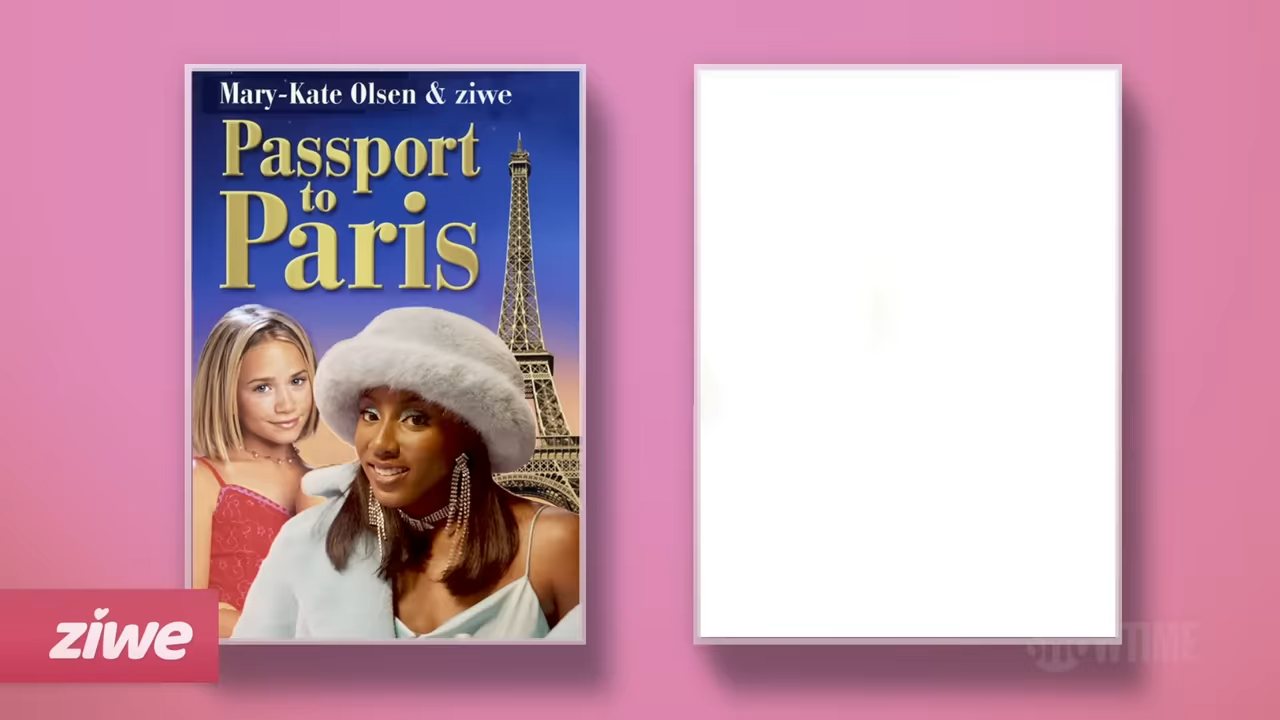 Mary-Kate Olsen & ziwe
Passport
to
Paris
ziwe
SHOWTIME